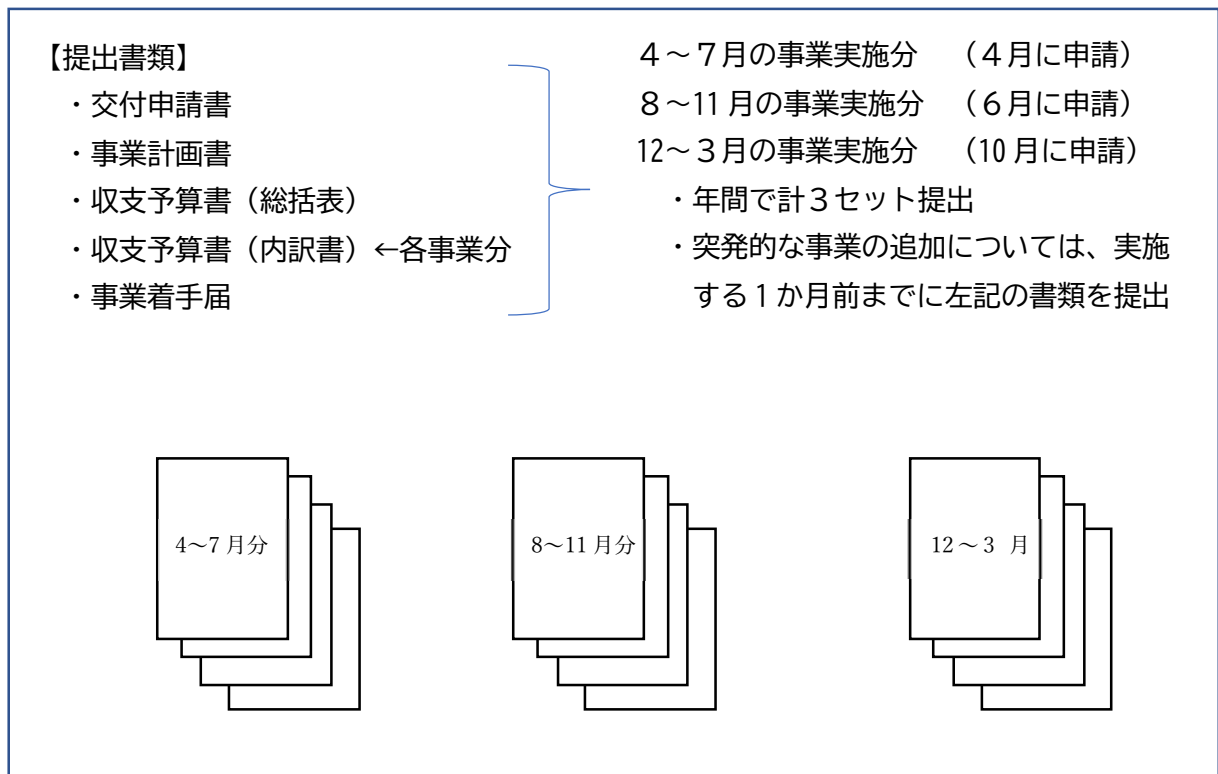 【提出書類】
・交付申請書
・事業計画書
・収支予算書（総括表）
・収支予算書（内訳書）←各事業分
・事業着手届
４～７月の事業実施分　（４月に申請）
８～11月の事業実施分　（６月に申請）
12～３月の事業実施分　（10月に申請）
・年間で計３セット提出
・突発的な事業の追加については、実施
する１か月前までに左記の書類を提出
4～7月分
8～11月分
12～3 月